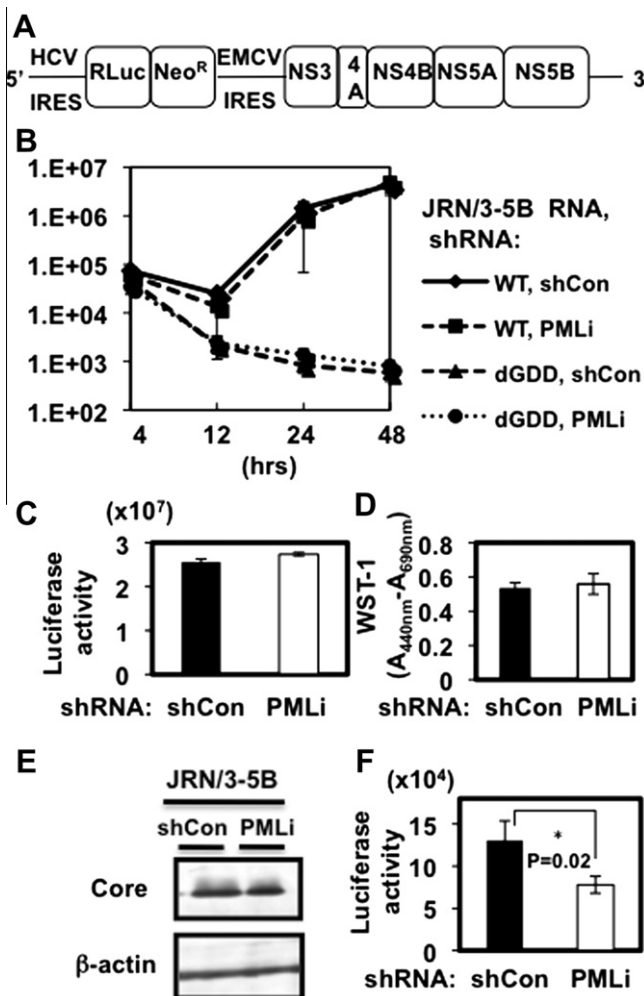 A
HCV
EMCV
5’
RLuc
Neoᴿ
NS3
4
A
NS4B
NS5A
NS5B
3
IRES
IRES
B
1.E+07
1.E+06
1.E+05
1.E+04
1.E+03
1.E+02
4
12
24
48
(hrs)
JRN/3-5B RNA,
shRNA:
WT, shCon
WT, PMLi
dGDD, shCon
dGDD, PMLi
C
(x10⁷)
Luciferase
activity
3
2
1
0
shRNA: shCon PMLi
D
WST-1
(A440nm-A690nm)
0.8
0.6
0.4
0.2
0
shCon PMLi
E
JRN/3-5B
shCon PMLi
Core
β-actin
F
(x10⁴)
Luciferase
activity
15
10
5
0
*
P=0.02
shRNA: shCon PMLi